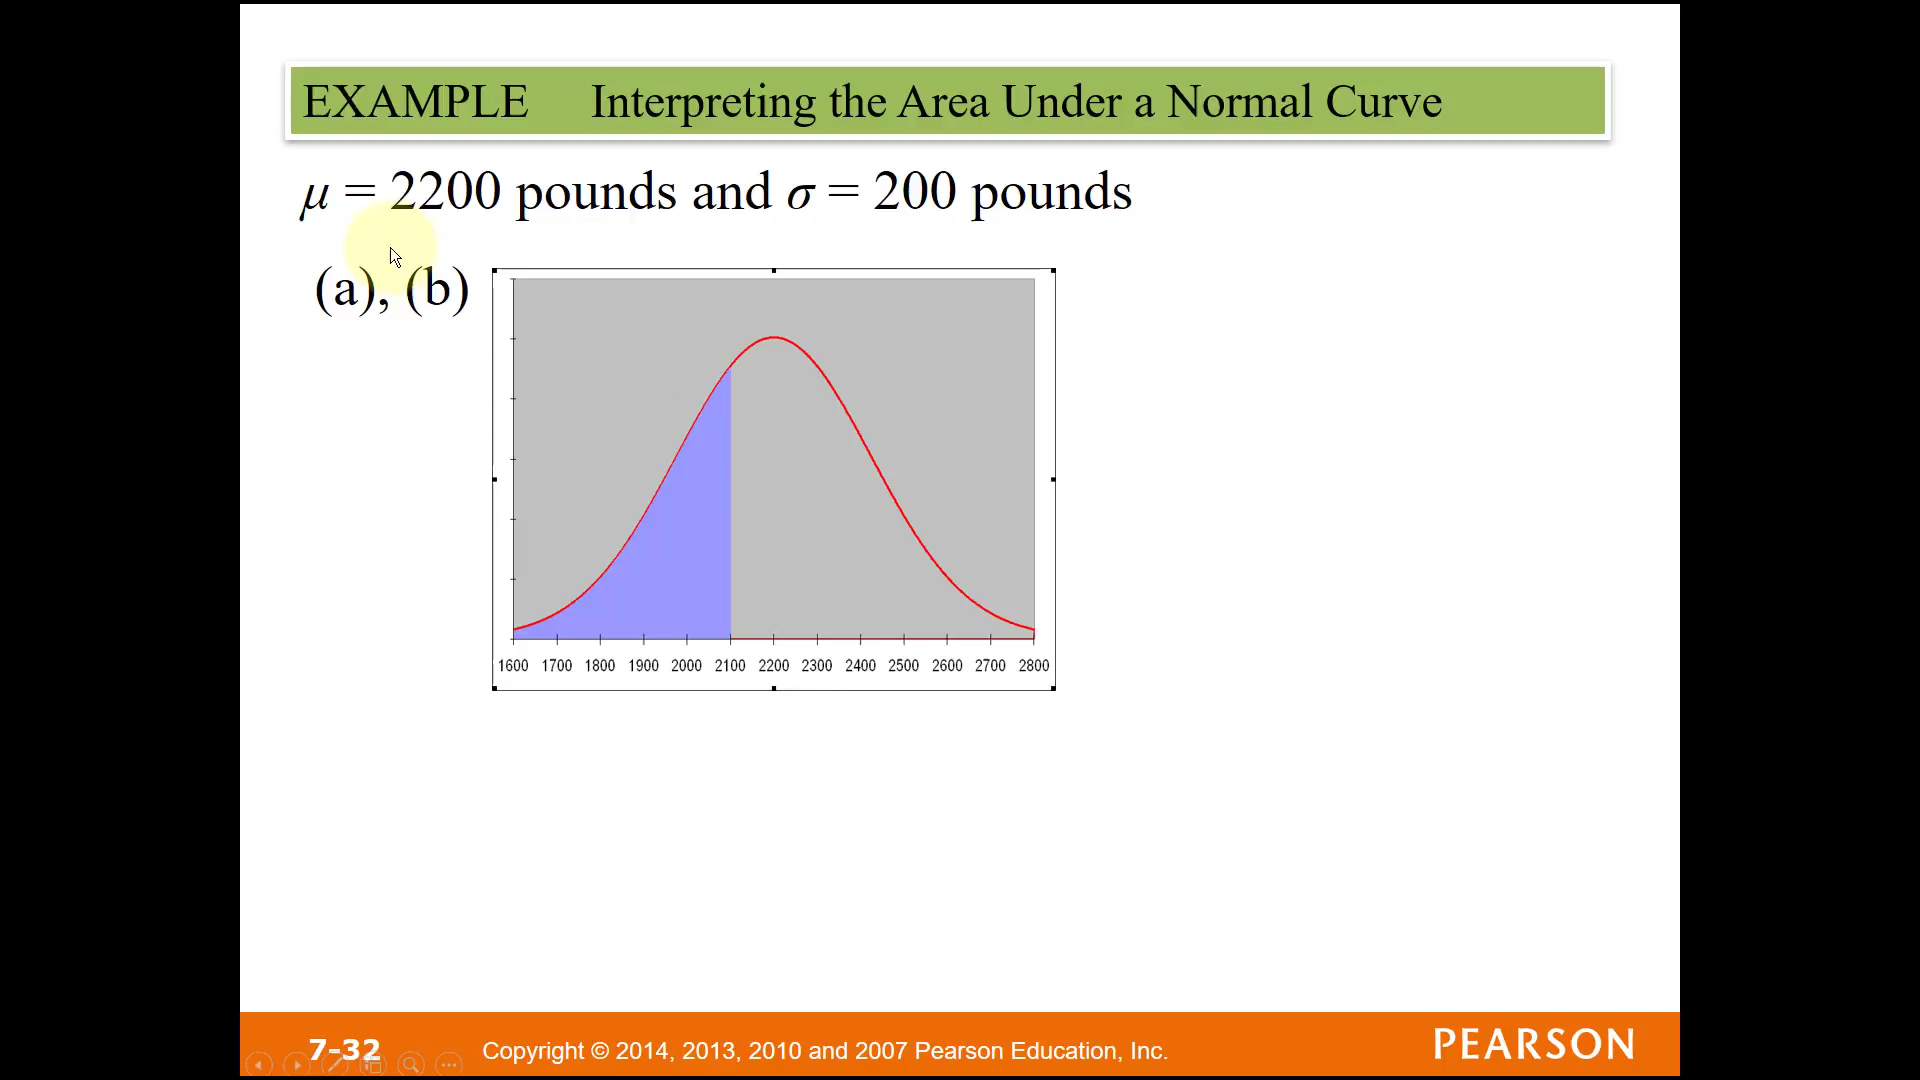 EXAMPLE Interpreting the Area Under a Normal Curve
μ = 2200 pounds and σ = 200 pounds
(a), (b)
1600 1700 1800 1900 2000 2100 2200 2300 2400 2500 2600 2700 2800
7-32 Copyright © 2014, 2013, 2010 and 2007 Pearson Education, Inc. PEARSON